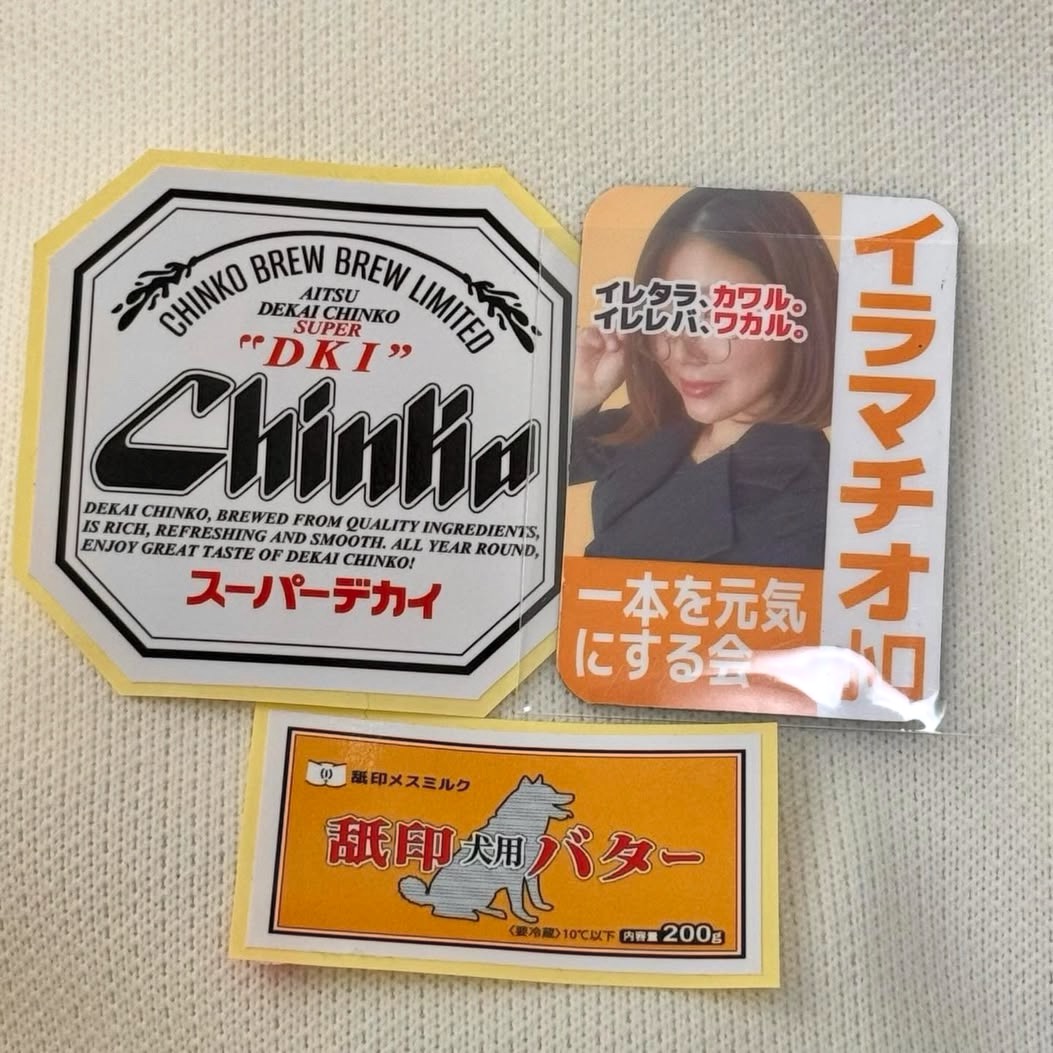 CHINKO BREW BREW LIMITED
AITSU
DEKAI CHINKO
SUPER
"DKI"
Chinko
DEKAI CHINKO, BREWED FROM QUALITY INGREDIENTS,
IS RICH, REFRESHING AND SMOOTH. ALL YEAR ROUND,
ENJOY GREAT TASTE OF DEKAI CHINKO!
スーパーデカイ
イレタラ、カワル。
イレレバ、ワカル。
イラマチオ
一本を元気
にする会
舐印メスミルク
舐印犬用バター
〈要冷蔵〉10℃以下 内容量200g